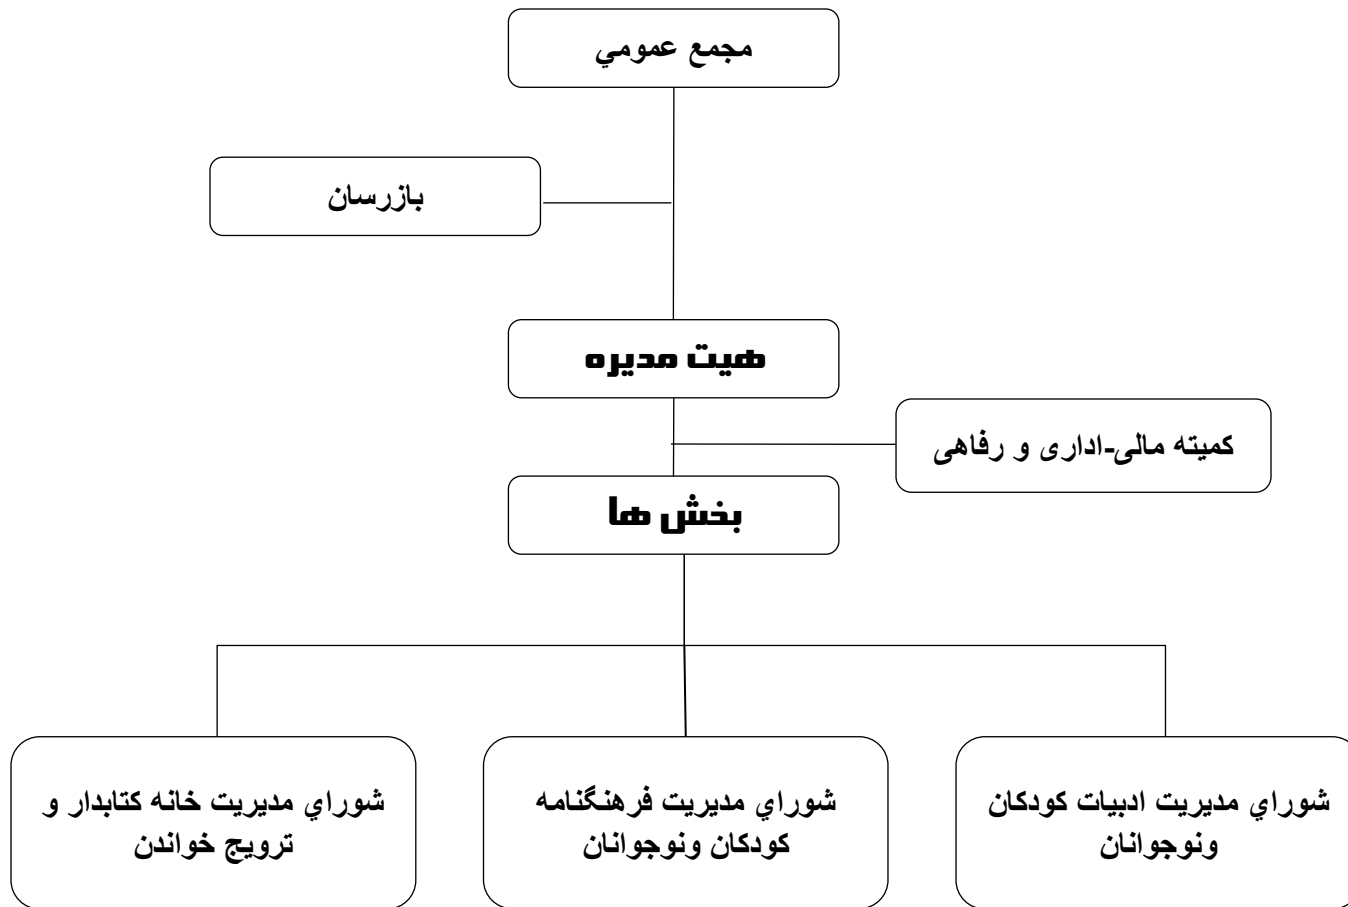 مجمع عمومي
بازرسان
هيت مديره
کمیته مالی-اداری و رفاهی
بخش ها
شوراي مديريت ادبيات كودكان
ونوجوانان
شوراي مديريت فرهنگنامه
كودكان ونوجوانان
شوراي مديريت خانه كتابدار و
ترويج خواندن